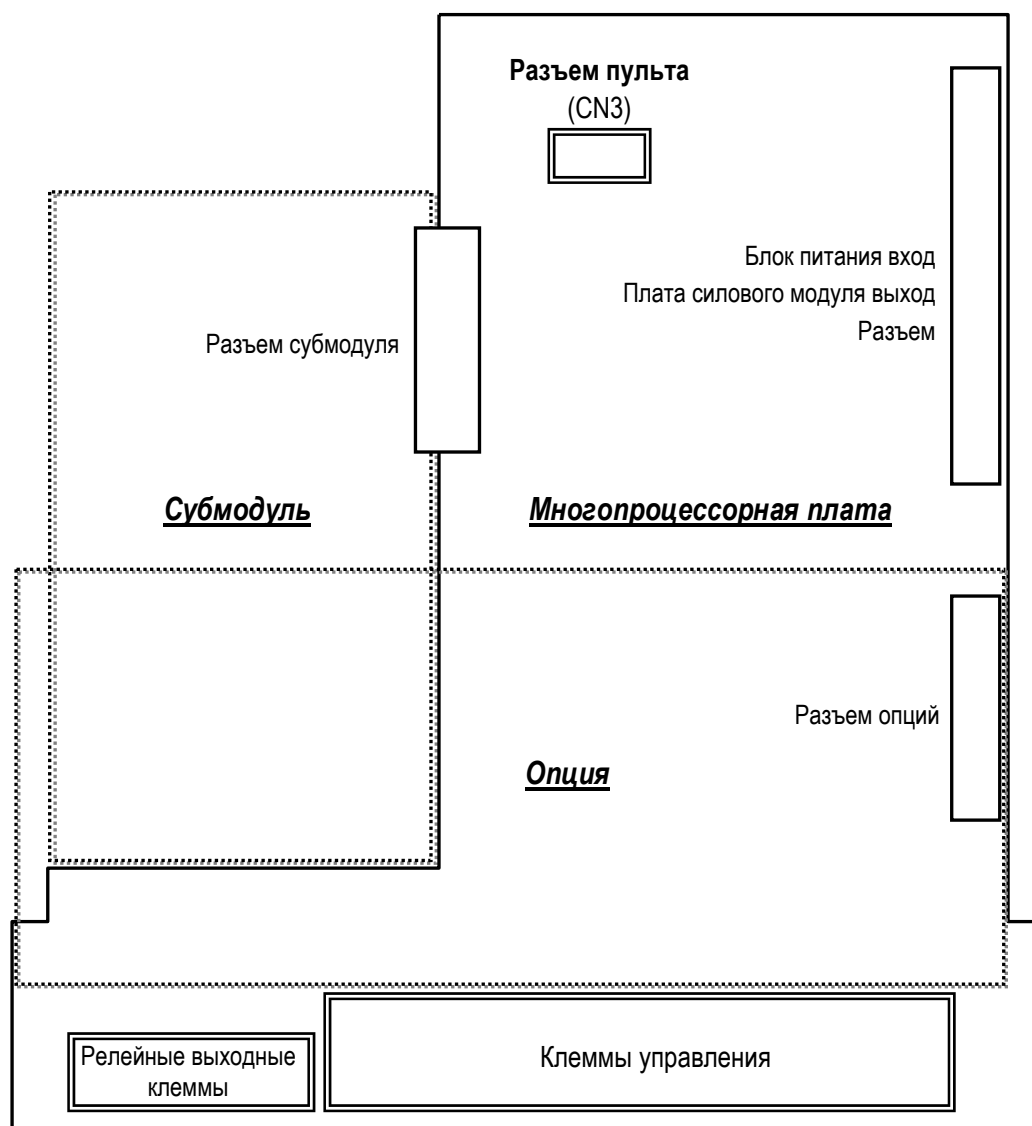 Разъем пульта
(CN3)
Блок питания вход
Плата силового модуля выход
Разъем
Разъем субмодуля
Субмодуль
Многопроцессорная плата
Разъем опций
Опция
Релейные выходные
клеммы
Клеммы управления